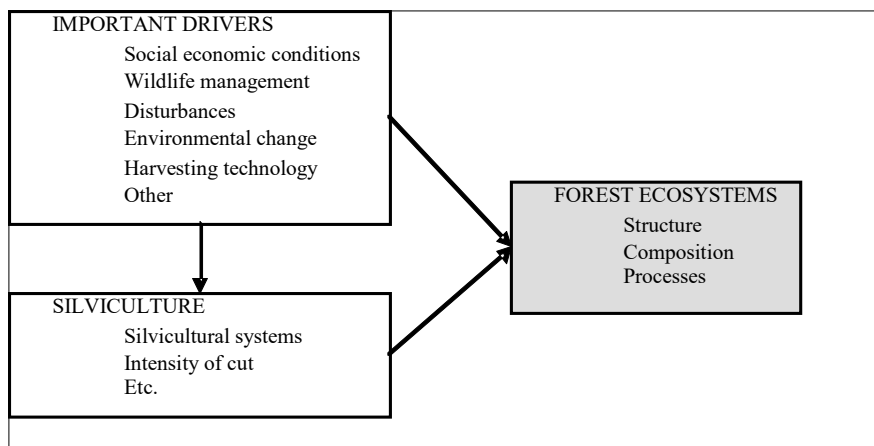 IMPORTANT DRIVERS
Social economic conditions
Wildlife management
Disturbances
Environmental change
Harvesting technology
Other
FOREST ECOSYSTEMS
Structure
Composition
Processes
SILVICULTURE
Silvicultural systems
Intensity of cut
Etc.